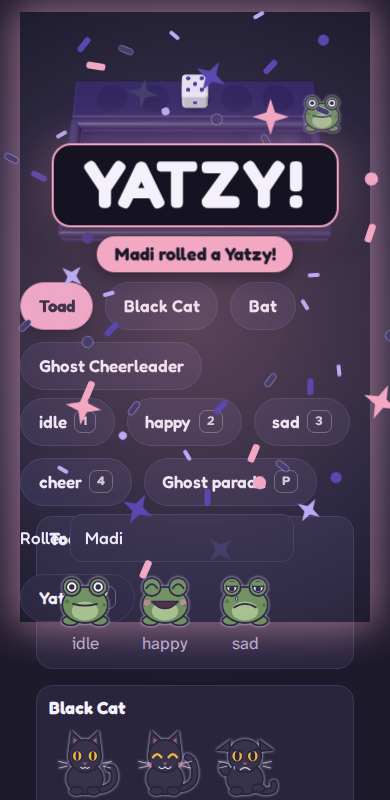 YATZY!
Madi rolled a Yatzy!
Toad Black Cat Bat
Ghost Cheerleader
idle 1 happy 2 sad 3
cheer 4 Ghost parade P
Madi
idle happy sad
Black Cat